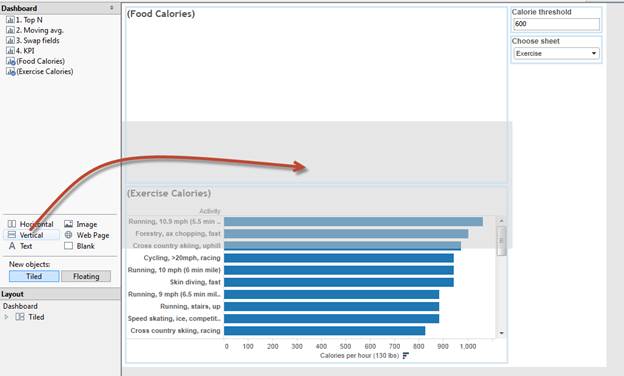 Dashboard
1. Top N
2. Moving avg.
3. Swap fields
4. KPI
(Food Calories)
(Exercise Calories)
Horizontal Image
Vertical Web Page
Text Blank
New objects:
Tiled Floating
Layout
Dashboard
Tiled
(Food Calories)
(Exercise Calories)
Activity
Running, 10.9 mph (5.5 min ..
Forestry, ax chopping, fast
Cross country skiing, uphill
Cycling, >20mph, racing
Running, 10 mph (6 min mile)
Skin diving, fast
Running, 9 mph (6.5 min mil..
Running, stairs, up
Speed skating, ice, competit..
Cross country skiing, racing
0 100 200 300 400 500 600 700 800 900 1,000
Calories per hour (130 lbs)
Calorie threshold
600
Choose sheet
Exercise